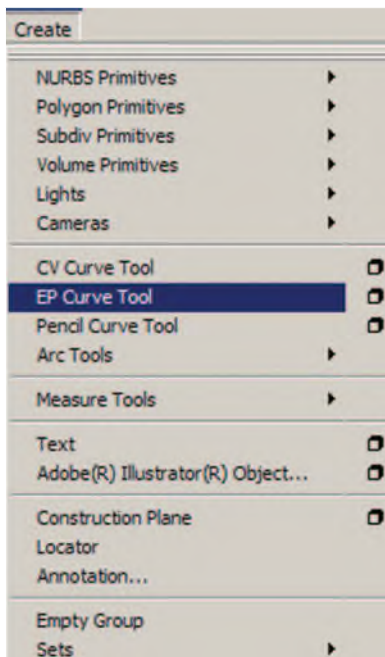 Create
NURBS Primitives
Polygon Primitives
Subdiv Primitives
Volume Primitives
Lights
Cameras
CV Curve Tool
EP Curve Tool
Pencil Curve Tool
Arc Tools
Measure Tools
Text
Adobe(R) Illustrator(R) Object...
Construction Plane
Locator
Annotation...
Empty Group
Sets